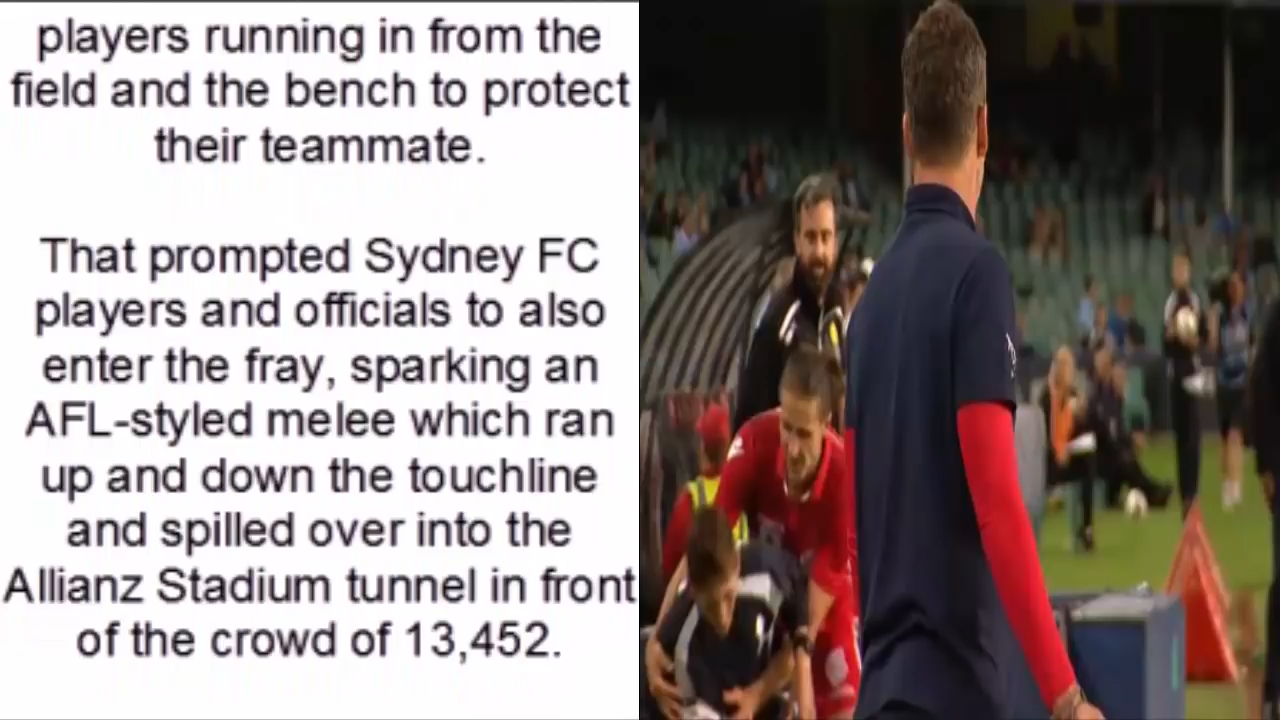 players running in from the
field and the bench to protect
their teammate.
That prompted Sydney FC
players and officials to also
enter the fray, sparking an
AFL-styled melee which ran
up and down the touchline
and spilled over into the
Allianz Stadium tunnel in front
of the crowd of 13,452.